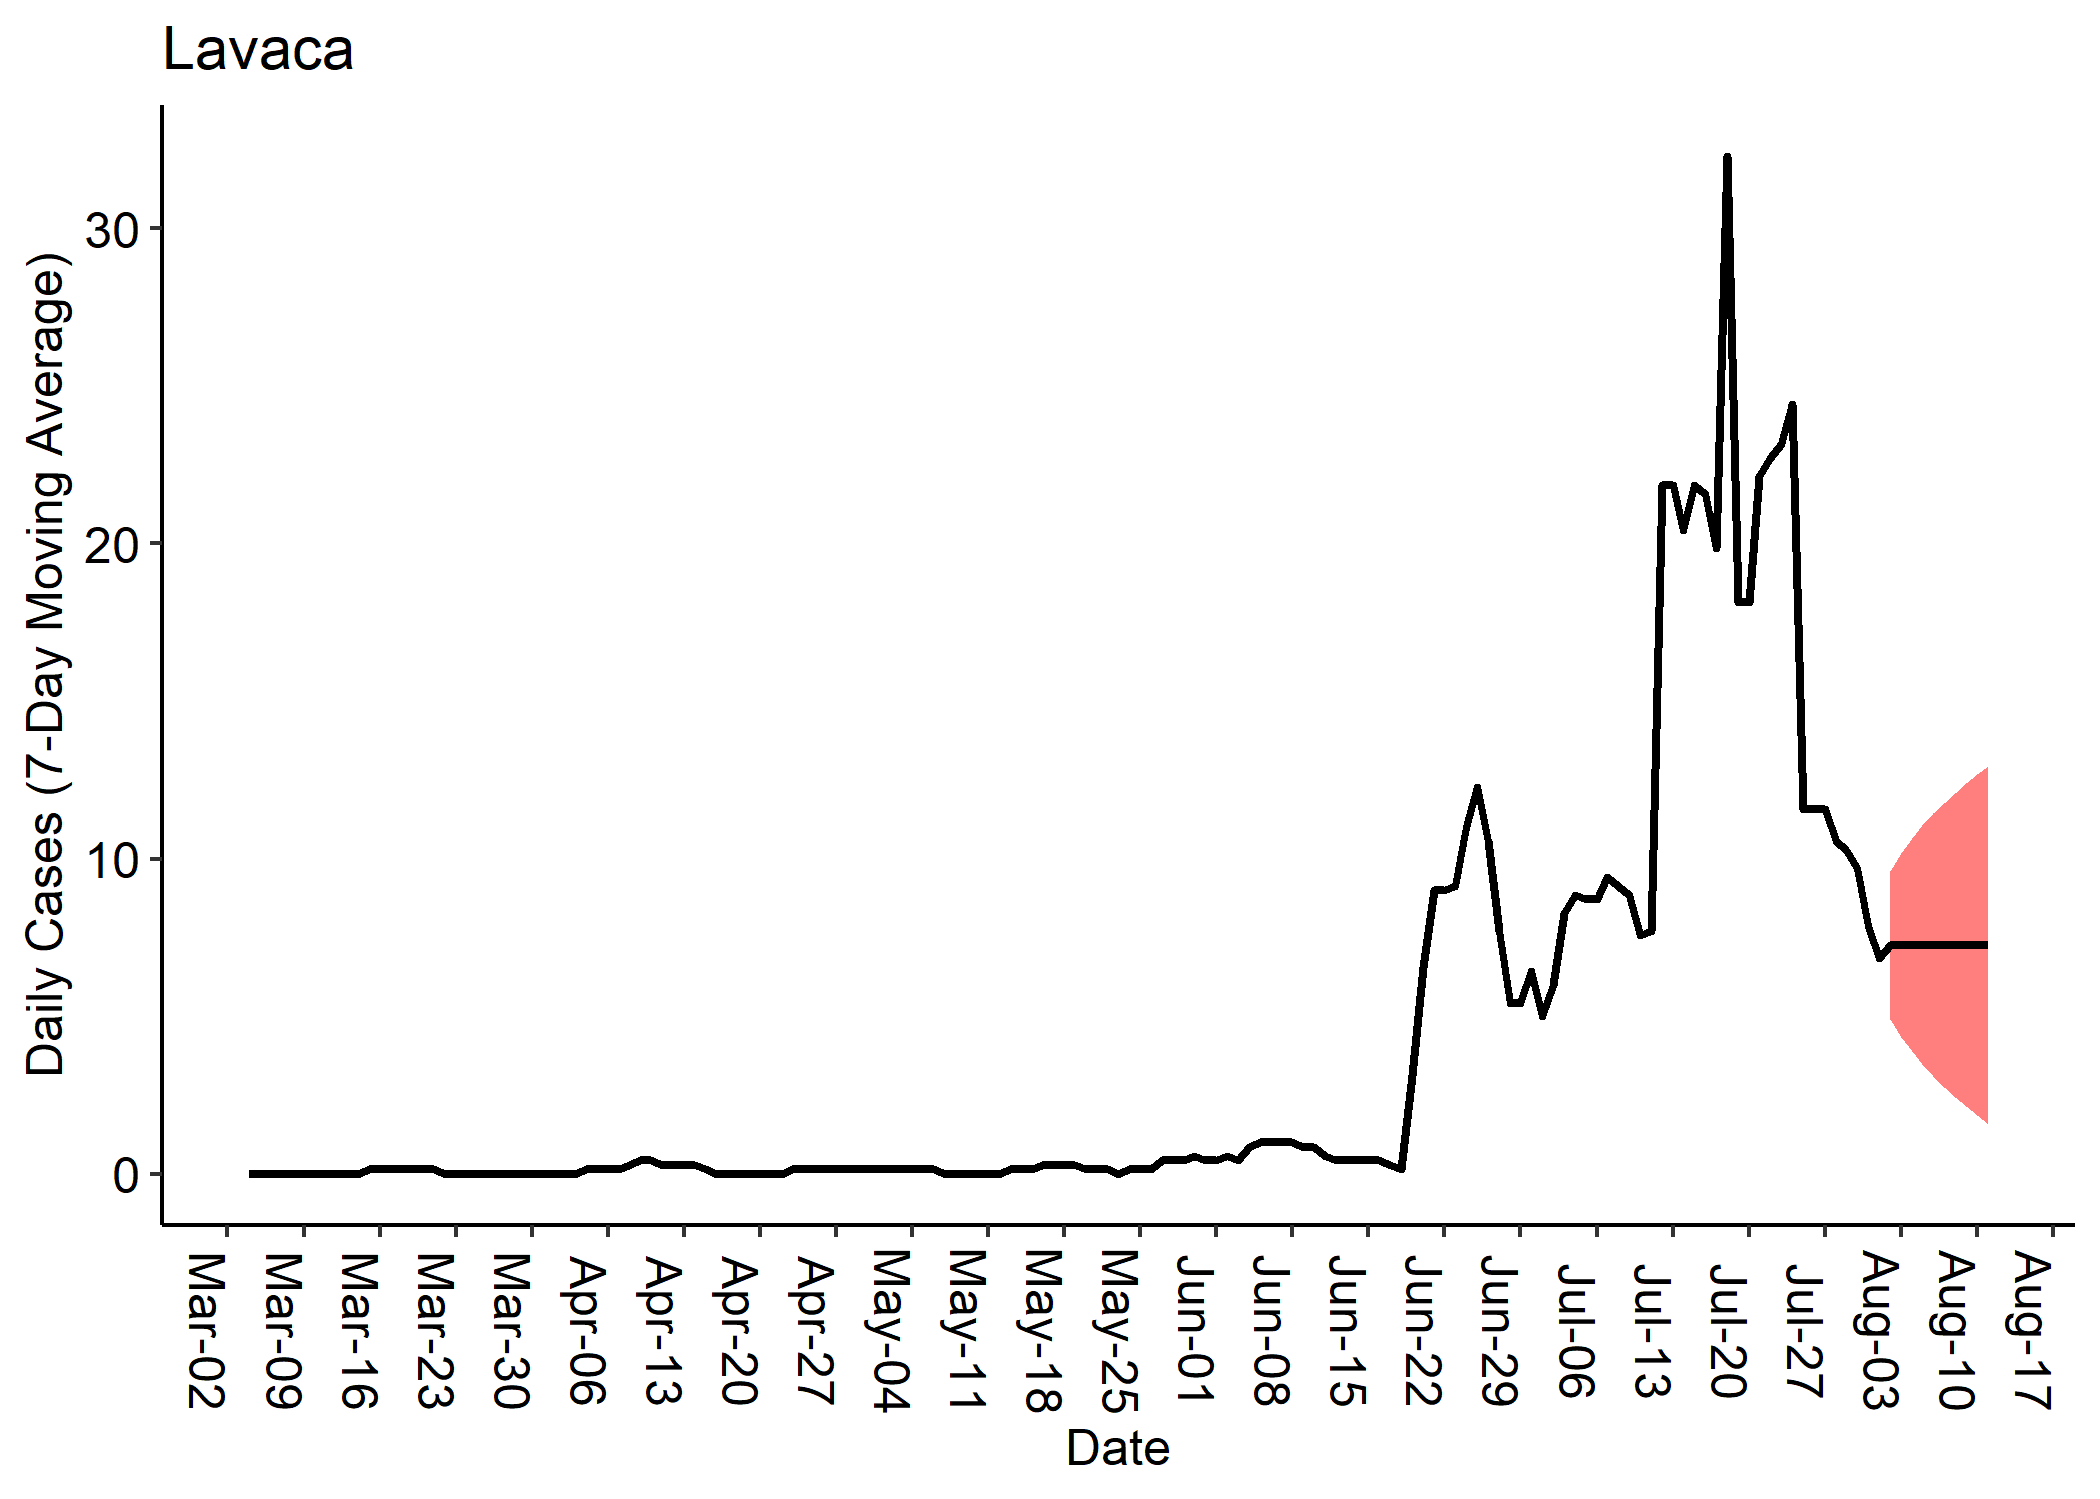 Lavaca
Daily Cases (7-Day Moving Average)
30
20
10
0
Mar-02
Mar-09
Mar-16
Mar-23
Mar-30
Apr-06
Apr-13
Apr-20
Apr-27
May-04
May-11
May-18
May-25
Jun-01
Jun-08
Jun-15
Jun-22
Jun-29
Jul-06
Jul-13
Jul-20
Jul-27
Aug-03
Aug-10
Aug-17
Date